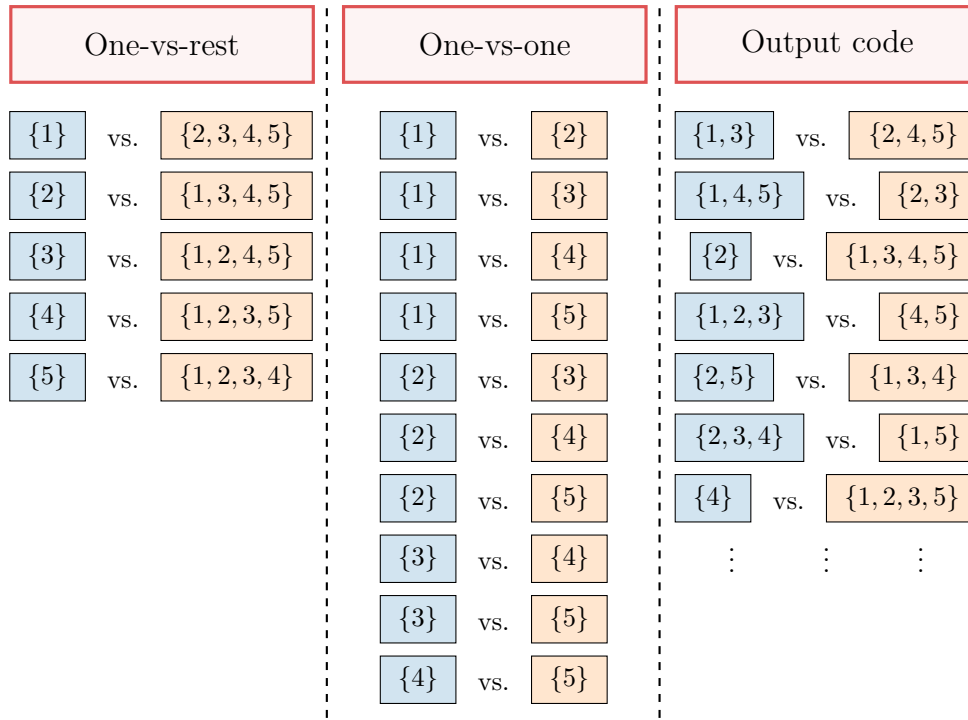 One-vs-rest
{1} vs. {2, 3, 4, 5}
{2} vs. {1, 3, 4, 5}
{3} vs. {1, 2, 4, 5}
{4} vs. {1, 2, 3, 5}
{5} vs. {1, 2, 3, 4}
One-vs-one
{1} vs. {2}
{1} vs. {3}
{1} vs. {4}
{1} vs. {5}
{2} vs. {3}
{2} vs. {4}
{2} vs. {5}
{3} vs. {4}
{3} vs. {5}
{4} vs. {5}
Output code
{1, 3} vs. {2, 4, 5}
{1, 4, 5} vs. {2, 3}
{2} vs. {1, 3, 4, 5}
{1, 2, 3} vs. {4, 5}
{2, 5} vs. {1, 3, 4}
{2, 3, 4} vs. {1, 5}
{4} vs. {1, 2, 3, 5}
⋮ ⋮ ⋮